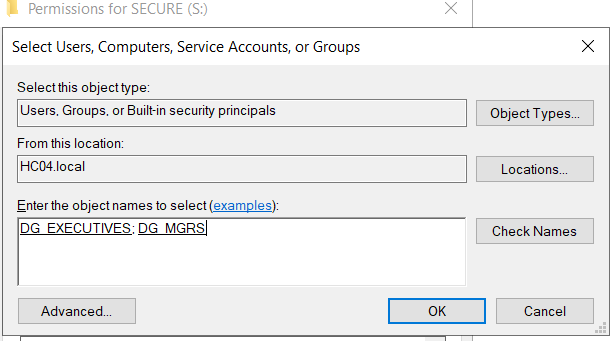 Permissions for SECURE (S:)
Select Users, Computers, Service Accounts, or Groups
Select this object type:
Users, Groups, or Built-in security principals
Object Types...
From this location:
HC04.local
Locations...
Enter the object names to select (examples):
DG_EXECUTIVES; DG_MGRS
Check Names
Advanced...
OK
Cancel